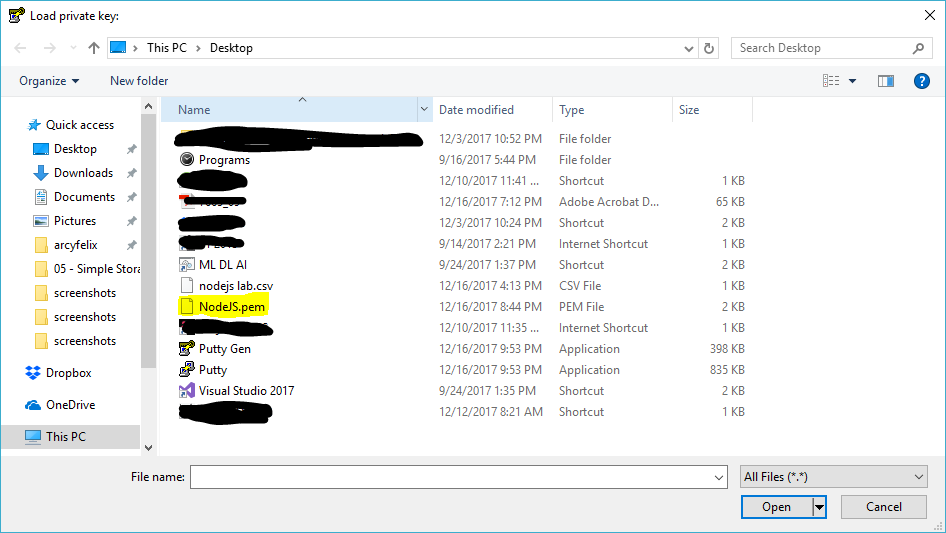 Load private key:
This PC > Desktop
Search Desktop
Organize
New folder
Name Date modified Type Size
Quick access
Desktop
Downloads
Documents
Pictures
arcyfelix
05 - Simple Stora
screenshots
screenshots
screenshots
Dropbox
OneDrive
This PC
12/3/2017 10:52 PM File folder
Programs 9/16/2017 5:44 PM File folder
12/10/2017 11:41 ... Shortcut 1 KB
12/16/2017 7:12 PM Adobe Acrobat D... 65 KB
12/3/2017 10:24 PM Shortcut 2 KB
9/14/2017 2:21 PM Internet Shortcut 1 KB
ML DL AI 9/24/2017 1:37 PM Shortcut 2 KB
nodejs lab.csv 12/16/2017 4:13 PM CSV File 1 KB
NodeJS.pem 12/16/2017 8:44 PM PEM File 2 KB
12/10/2017 11:35 ... Internet Shortcut 1 KB
Putty Gen 12/16/2017 9:53 PM Application 398 KB
Putty 12/16/2017 9:53 PM Application 835 KB
Visual Studio 2017 9/24/2017 1:35 PM Shortcut 2 KB
12/12/2017 8:21 AM Shortcut 1 KB
File name:
All Files (*.*)
Open
Cancel